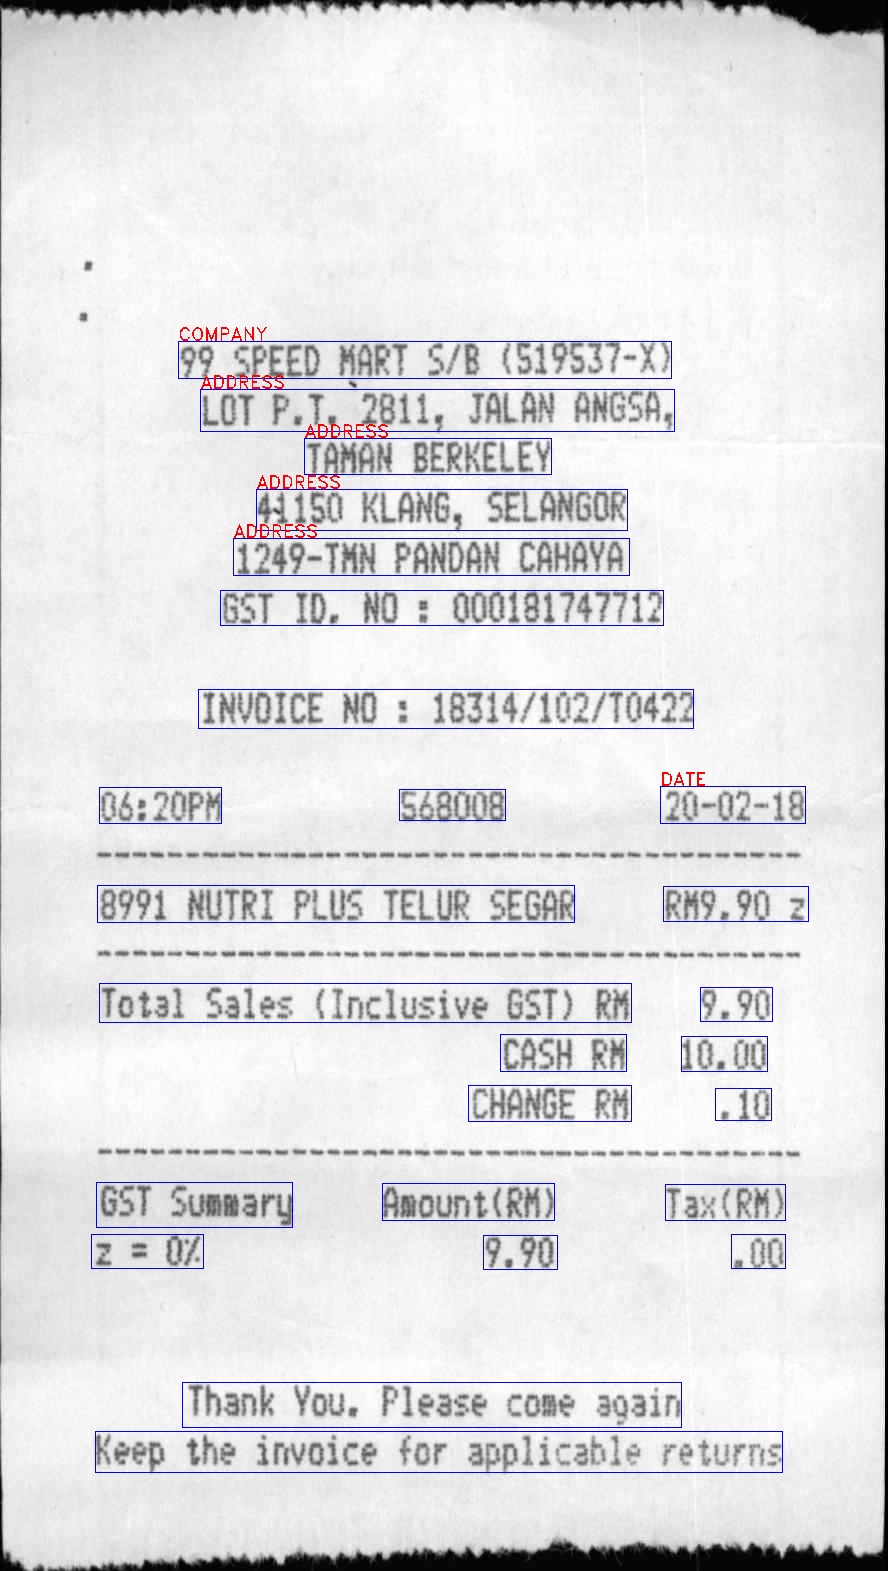 COMPANY
99 SPEED MART S/B (519537-X)
ADDRESS
LOT P.T. 2811, JALAN ANGSA,
ADDRESS
TAMAN BERKELEY
ADDRESS
41150 KLANG, SELANGOR
ADDRESS
1249-TMN PANDAN CAHAYA
GST ID. NO : 000181747712
INVOICE NO : 18314/102/T0422
DATE
06:20PM 568008 20-02-18
8991 NUTRI PLUS TELUR SEGAR RM9.90 z
Total Sales (Inclusive GST) RM 9.90
CASH RM 10.00
CHANGE RM .10
GST Summary Amount(RM) Tax(RM)
z = 0% 9.90 .00
Thank You. Please come again
Keep the invoice for applicable returns